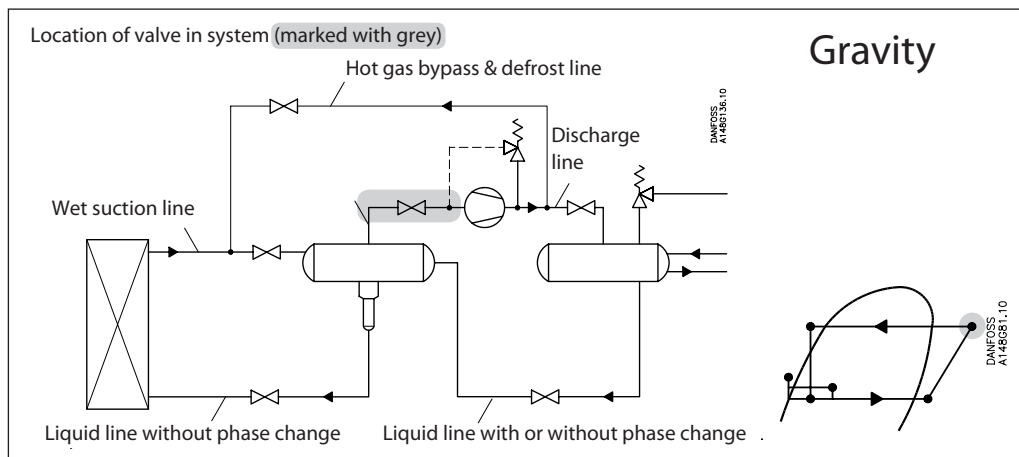 Location of valve in system (marked with grey)
Gravity
Hot gas bypass & defrost line
DANFOSS
A148G136.10
Discharge
line
Wet suction line
DANFOSS
A148G81.10
Liquid line without phase change
Liquid line with or without phase change .